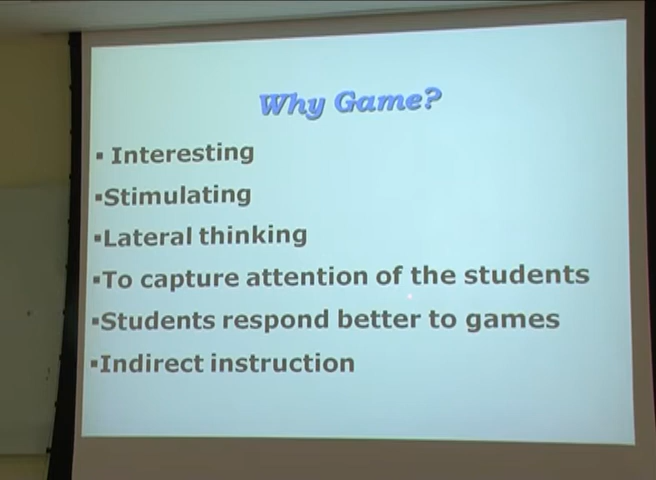 Why Game?
▪ Interesting
▪Stimulating
▪Lateral thinking
▪To capture attention of the students
▪Students respond better to games
▪Indirect instruction